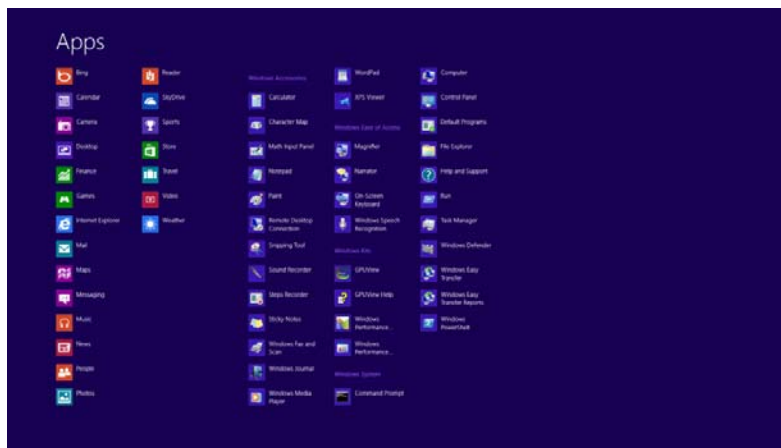 Apps
Bing
Calendar
Camera
Desktop
Finance
Games
Internet Explorer
Mail
Maps
Messaging
Music
News
People
Photos
Reader
SkyDrive
Sports
Store
Travel
Video
Weather
Windows Accessories
Calculator
Character Map
Math Input Panel
Notepad
Paint
Remote Desktop
Connection
Snipping Tool
Sound Recorder
Steps Recorder
Sticky Notes
Windows Fax and
Scan
Windows Journal
Windows Media
Player
WordPad
XPS Viewer
Windows Ease of Access
Magnifier
Narrator
On-Screen
Keyboard
Windows Speech
Recognition
Windows Kits
GPUView
GPUView Help
Windows
Performance...
Windows
Performance...
Windows System
Command Prompt
Computer
Control Panel
Default Programs
File Explorer
Help and Support
Run
Task Manager
Windows Defender
Windows Easy
Transfer
Windows Easy
Transfer Reports
Windows
PowerShell